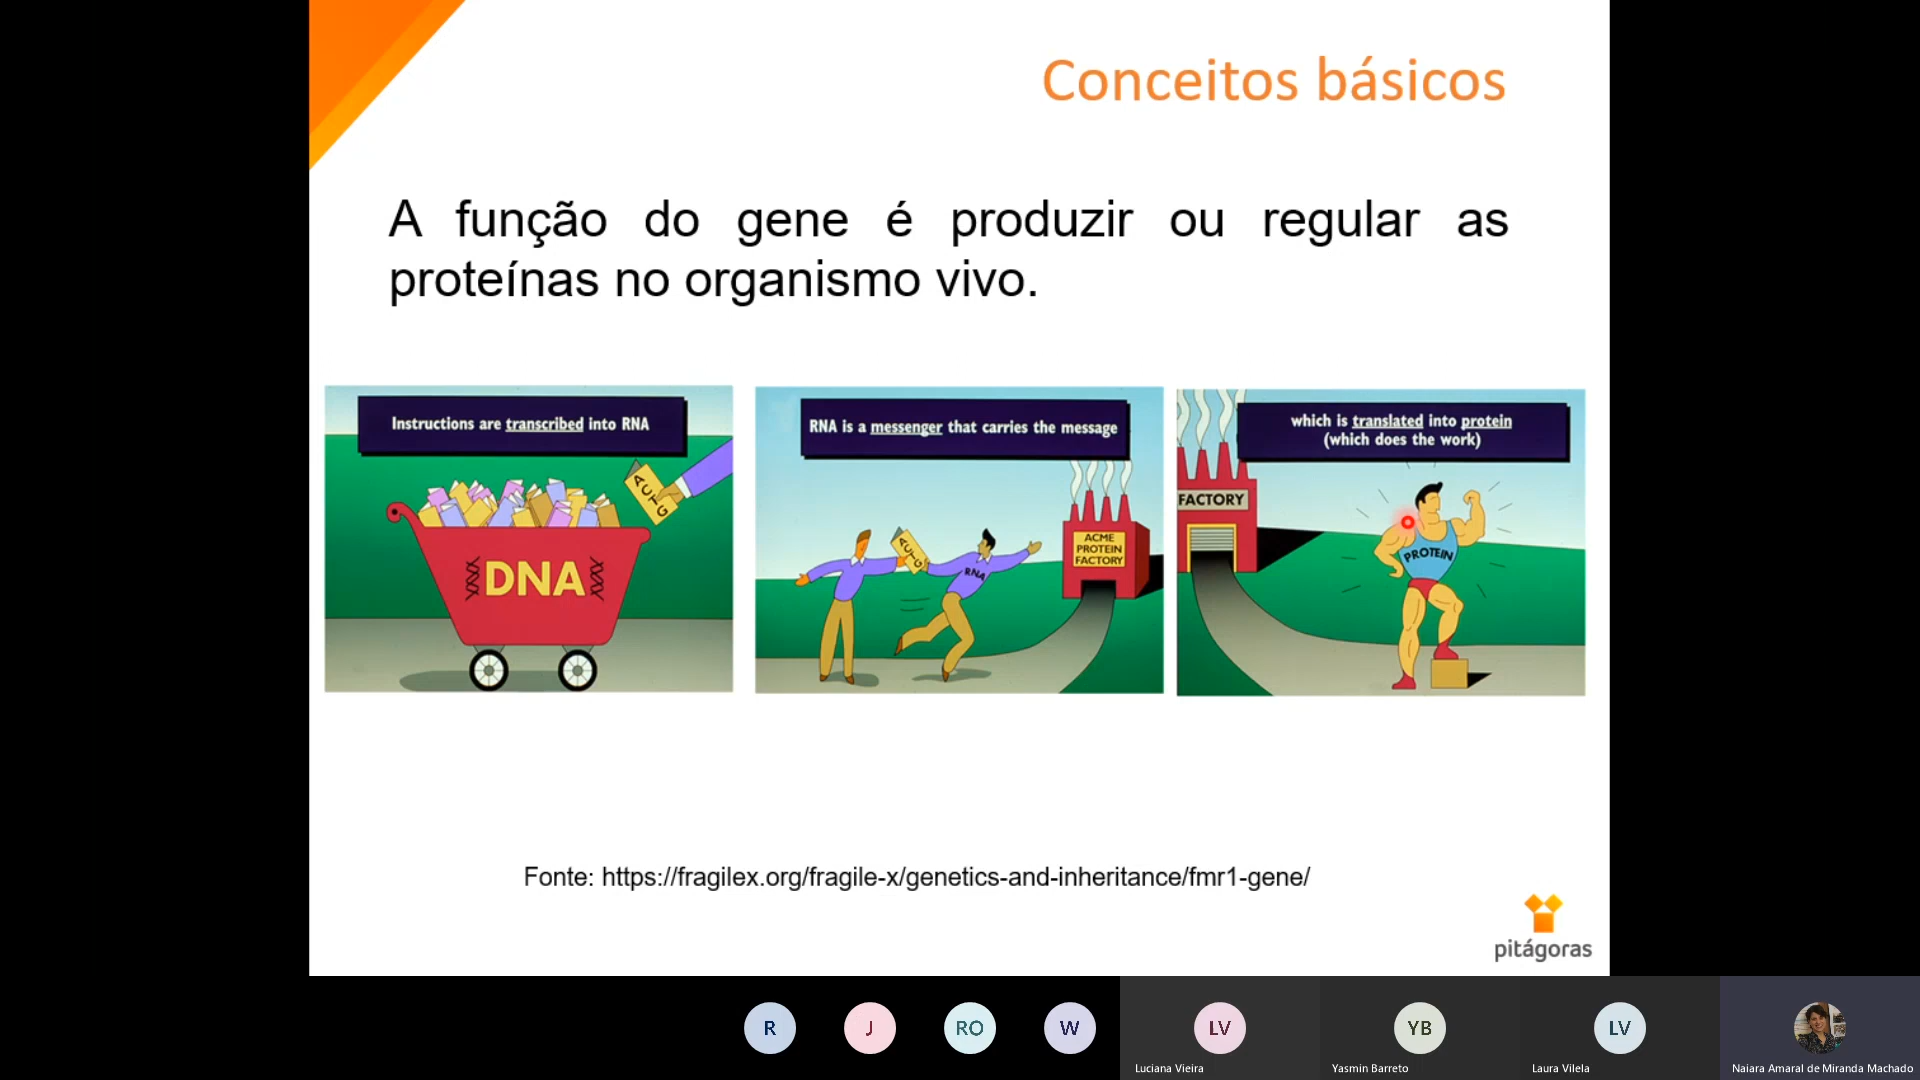 Conceitos básicos
A função do gene é produzir ou regular as
proteínas no organismo vivo.
Instructions are transcribed into RNA
ACTG
DNA
RNA is a messenger that carries the message
ACTG
RNA
ACME
PROTEIN
FACTORY
which is translated into protein
(which does the work)
FACTORY
PROTEIN
Fonte: https://fragilex.org/fragile-x/genetics-and-inheritance/fmr1-gene/
pitágoras
R
J
RO
W
LV
YB
LV
Luciana Vieira
Yasmin Barreto
Laura Vilela
Naiara Amaral de Miranda Machado